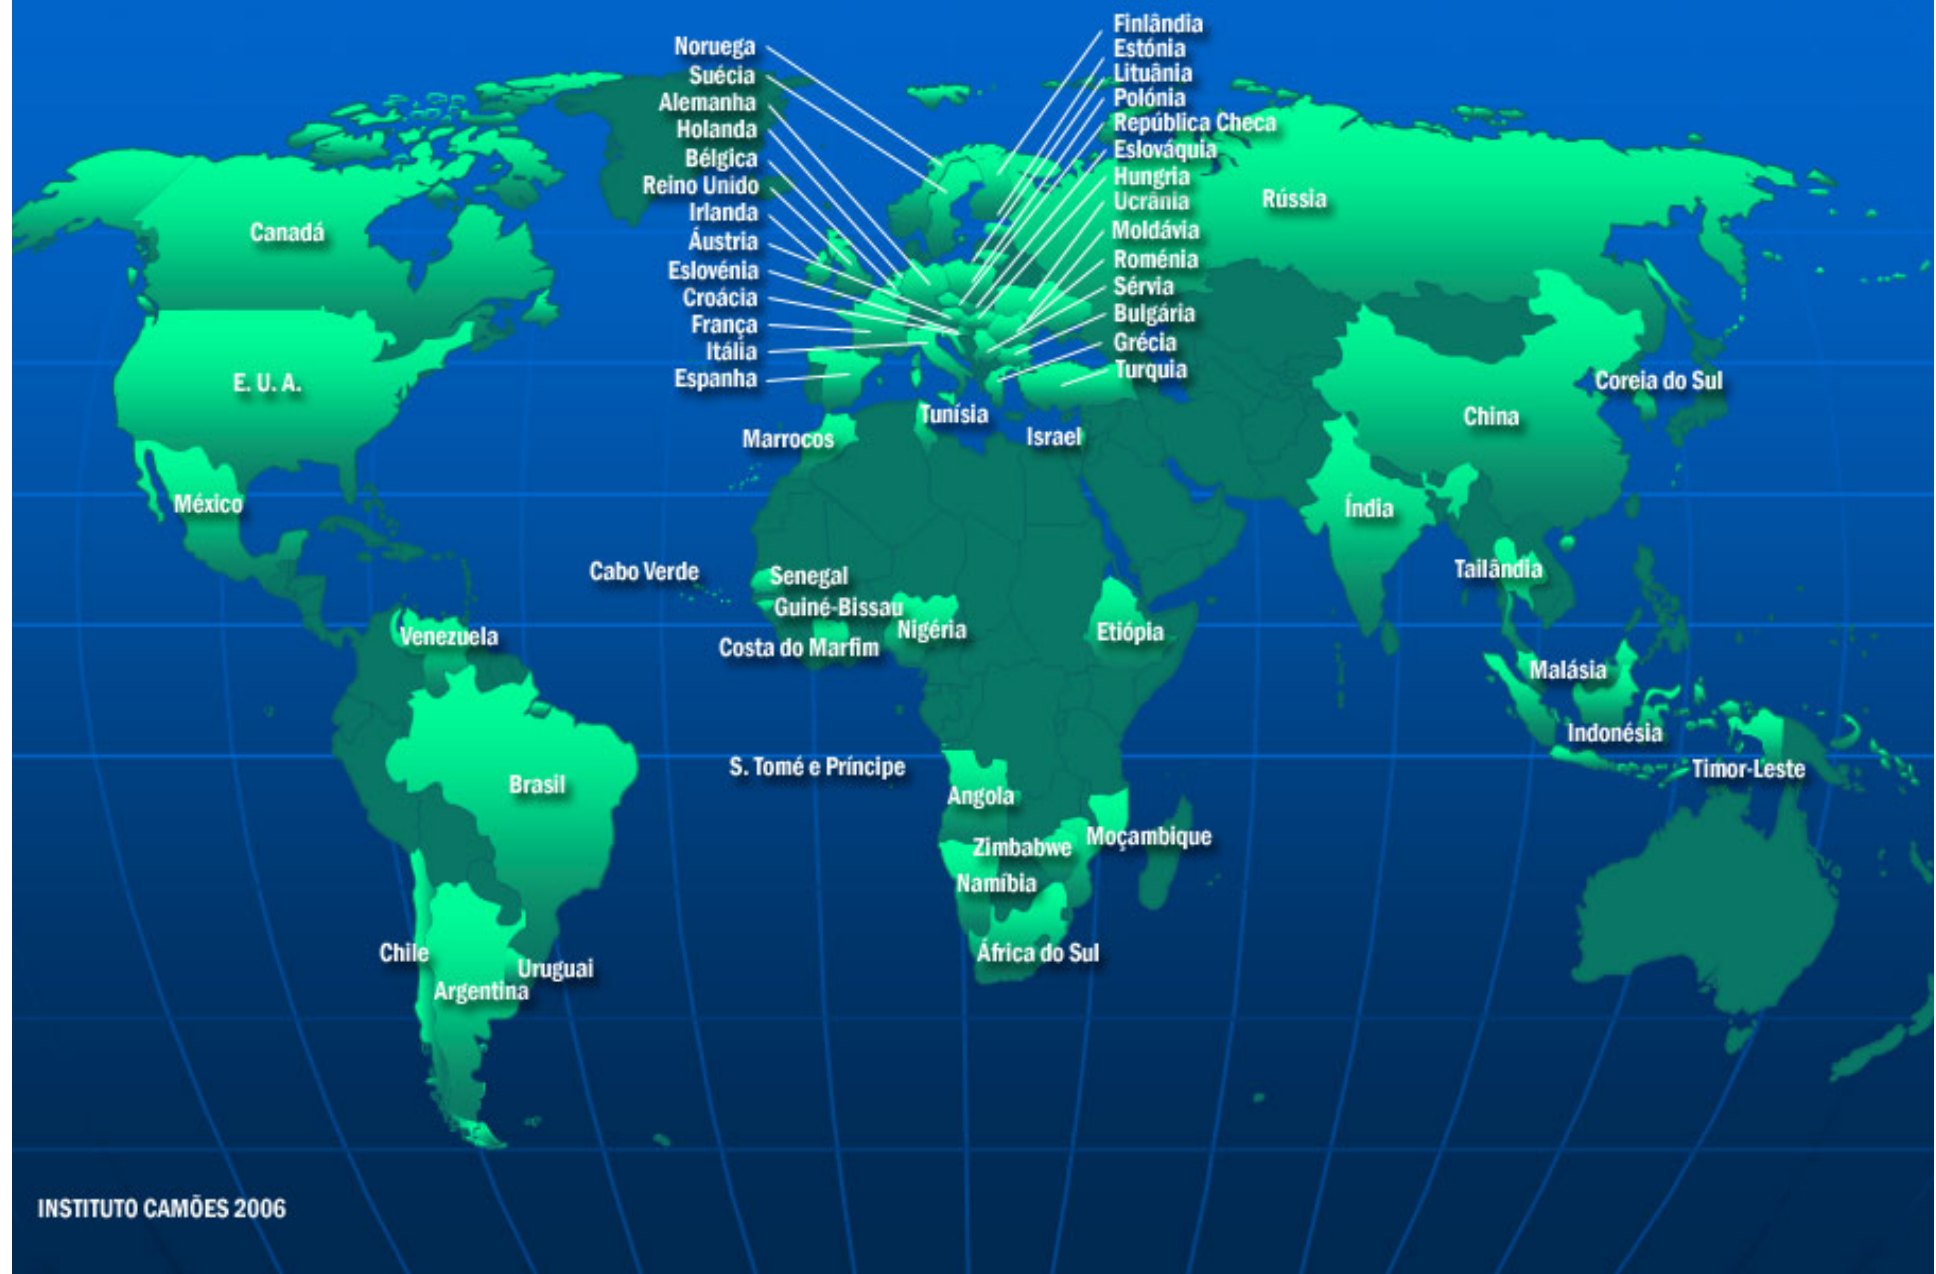 Noruega
Suécia
Alemanha
Holanda
Bélgica
Reino Unido
Irlanda
Áustria
Eslovénia
Croácia
França
Itália
Espanha
Finlândia
Estónia
Lituânia
Polónia
República Checa
Eslováquia
Hungria
Ucrânia
Moldávia
Roménia
Sérvia
Bulgária
Grécia
Turquia
Canadá
Rússia
E. U. A.
Coreia do Sul
China
Tunísia
Israel
Marrocos
México
Índia
Cabo Verde
Senegal
Tailândia
Guiné-Bissau
Nigéria
Etiópia
Venezuela
Costa do Marfim
Malásia
Indonésia
S. Tomé e Príncipe
Timor-Leste
Brasil
Angola
Moçambique
Zimbabwe
Namíbia
África do Sul
Chile
Uruguai
Argentina
INSTITUTO CAMÕES 2006